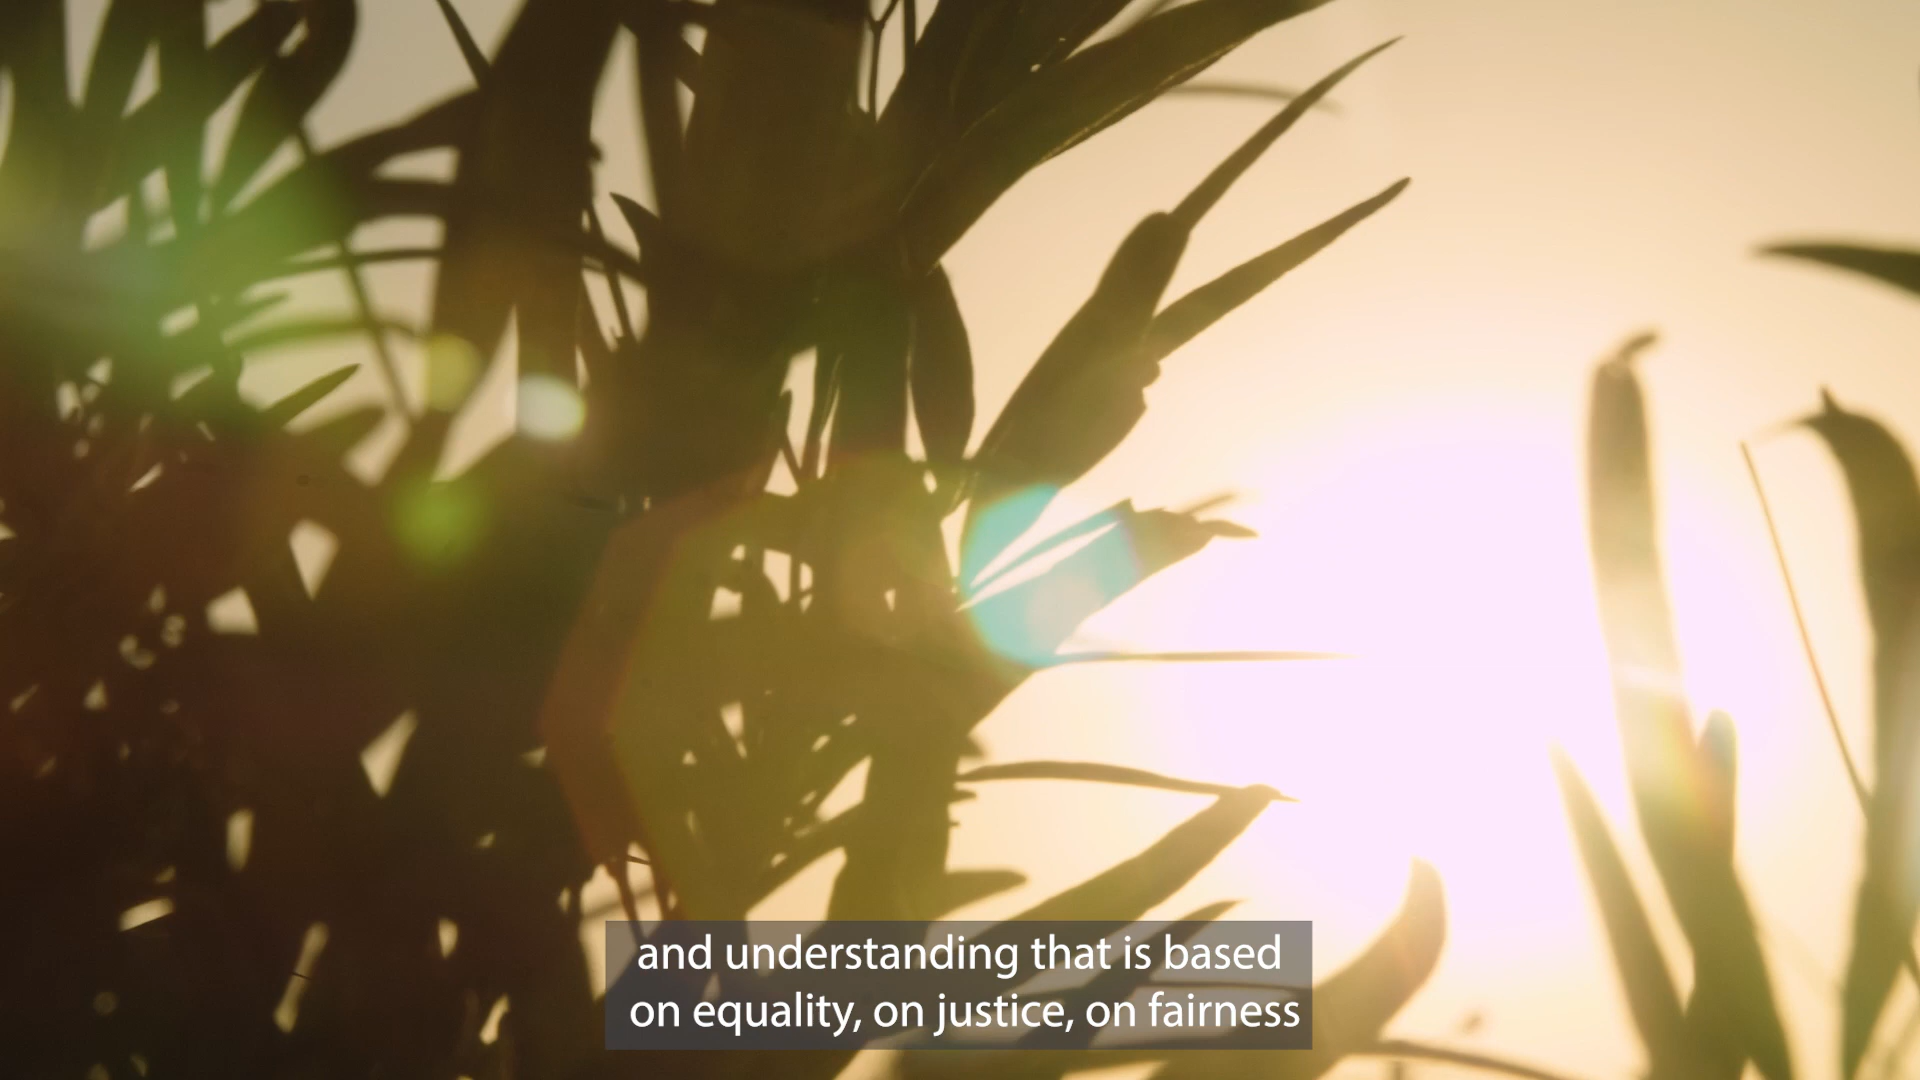 and understanding that is based
on equality, on justice, on fairness